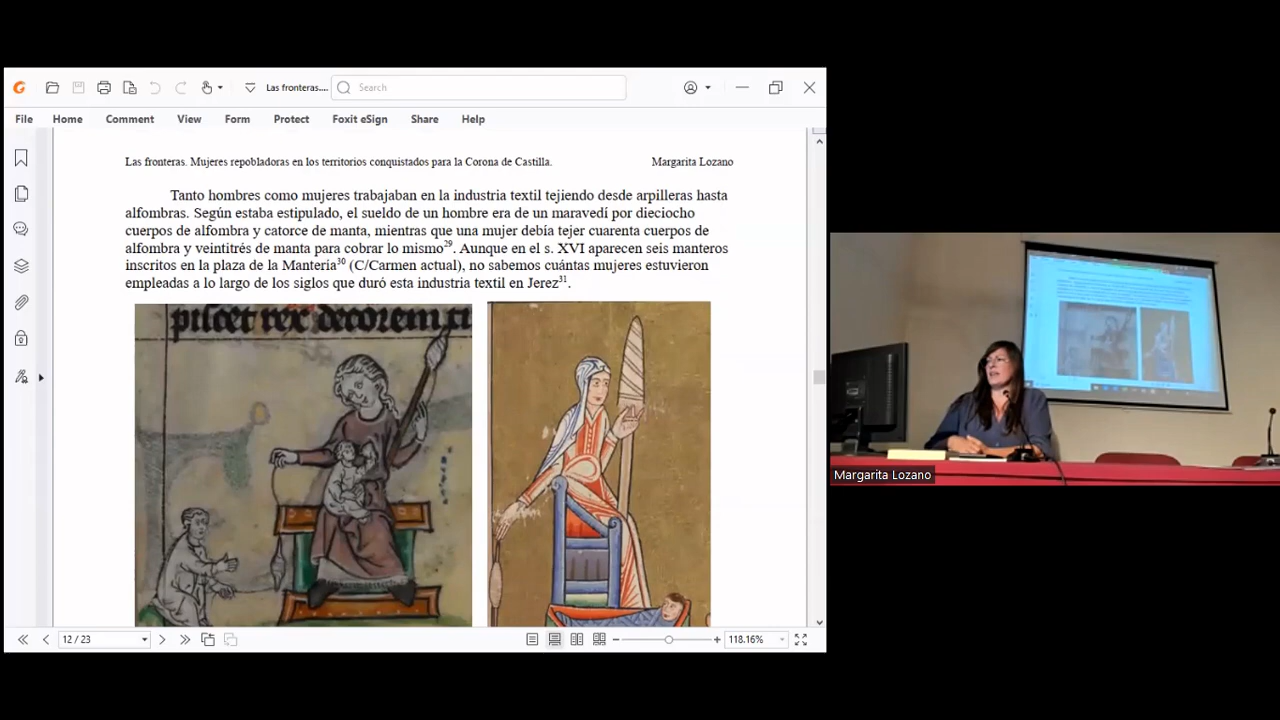 Las fronteras....
Search
File Home Comment View Form Protect Foxit eSign Share Help
Las fronteras. Mujeres repobladoras en los territorios conquistados para la Corona de Castilla. Margarita Lozano
Tanto hombres como mujeres trabajaban en la industria textil tejiendo desde arpilleras hasta
alfombras. Según estaba estipulado, el sueldo de un hombre era de un maravedí por dieciocho
cuerpos de alfombra y catorce de manta, mientras que una mujer debía tejer cuarenta cuerpos de
alfombra y veintitrés de manta para cobrar lo mismo²⁹. Aunque en el s. XVI aparecen seis manteros
inscritos en la plaza de la Mantería³⁰ (C/Carmen actual), no sabemos cuántas mujeres estuvieron
empleadas a lo largo de los siglos que duró esta industria textil en Jerez³¹.
rex decorem
12 / 23
118.16%
Margarita Lozano